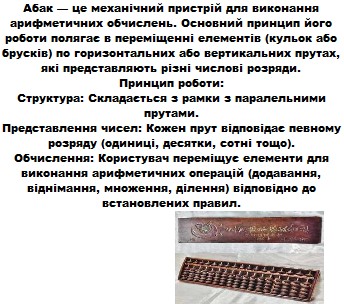 Абак — це механічний пристрій для виконання
арифметичних обчислень. Основний принцип його
роботи полягає в переміщенні елементів (кульок або
брусків) по горизонтальних або вертикальних прутах,
які представляють різні числові розряди.
Принцип роботи:
Структура: Складається з рамки з паралельними
прутами.
Представлення чисел: Кожен прут відповідає певному
розряду (одиниці, десятки, сотні тощо).
Обчислення: Користувач переміщує елементи для
виконання арифметичних операцій (додавання,
віднімання, множення, ділення) відповідно до
встановлених правил.